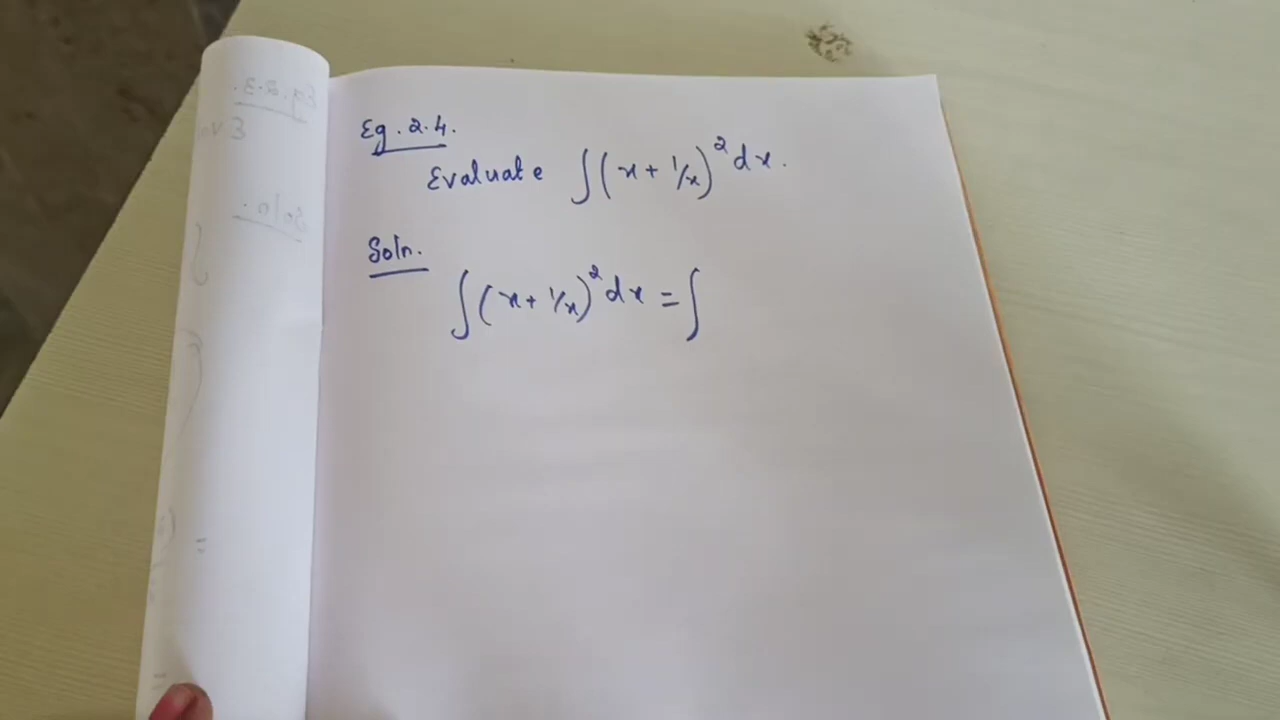 Eg. 2.4.
Evaluate ∫(x + 1/x)² dx.
Soln.
∫(x + 1/x)² dx = ∫